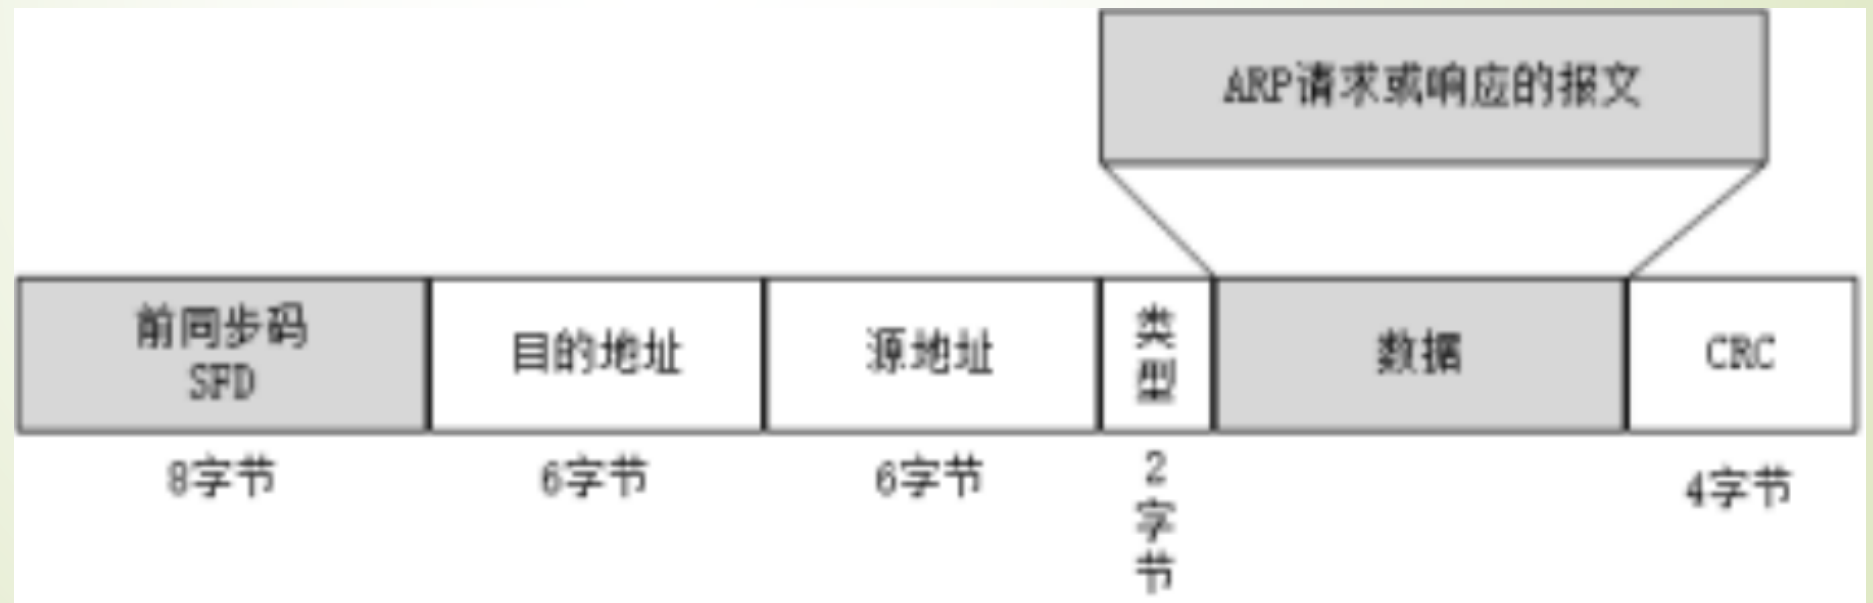 ARP请求或响应的报文
前同步码
SFD
目的地址
源地址
类型
数据
CRC
8字节
6字节
6字节
2字节
4字节